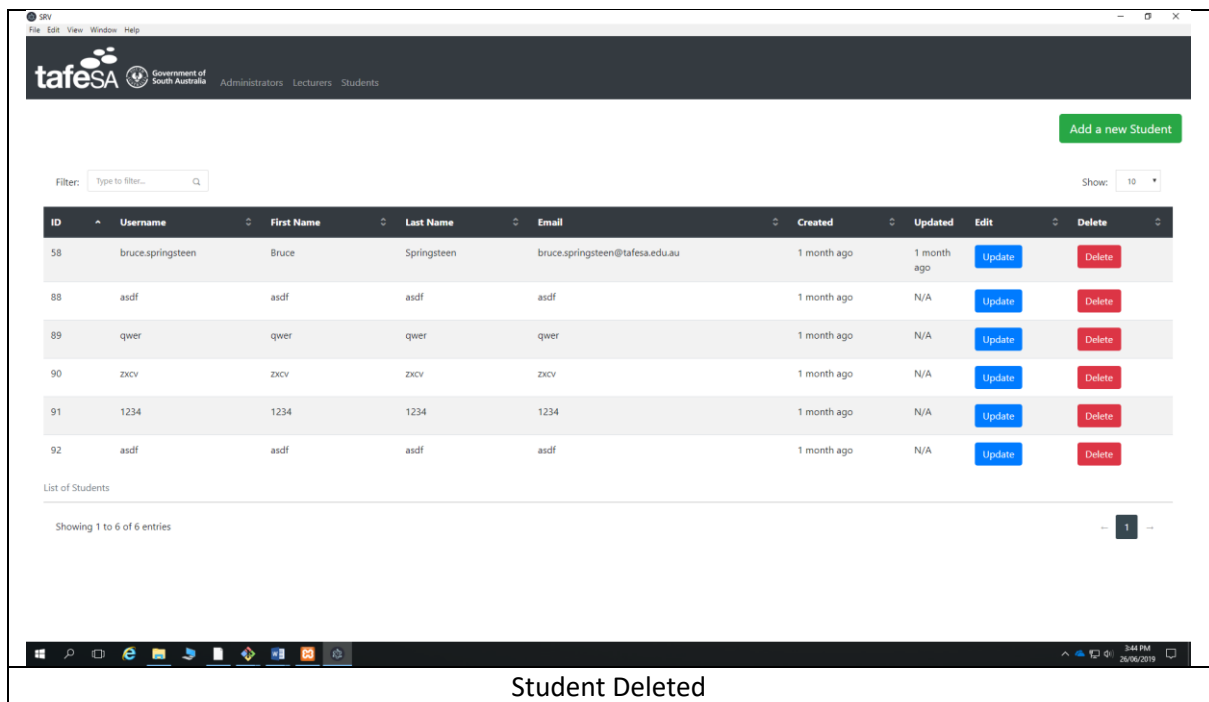 SRV
File Edit View Window Help
tafeSA Government of South Australia Administrators Lecturers Students
Add a new Student
Filter: Type to filter... Show: 10
ID Username First Name Last Name Email Created Updated Edit Delete
58 bruce.springsteen Bruce Springsteen bruce.springsteen@tafesa.edu.au 1 month ago 1 month ago Update Delete
88 asdf asdf asdf asdf 1 month ago N/A Update Delete
89 qwer qwer qwer qwer 1 month ago N/A Update Delete
90 zxcv zxcv zxcv zxcv 1 month ago N/A Update Delete
91 1234 1234 1234 1234 1 month ago N/A Update Delete
92 asdf asdf asdf asdf 1 month ago N/A Update Delete
List of Students
Showing 1 to 6 of 6 entries ← 1 →
3:44 PM
26/06/2019
Student Deleted